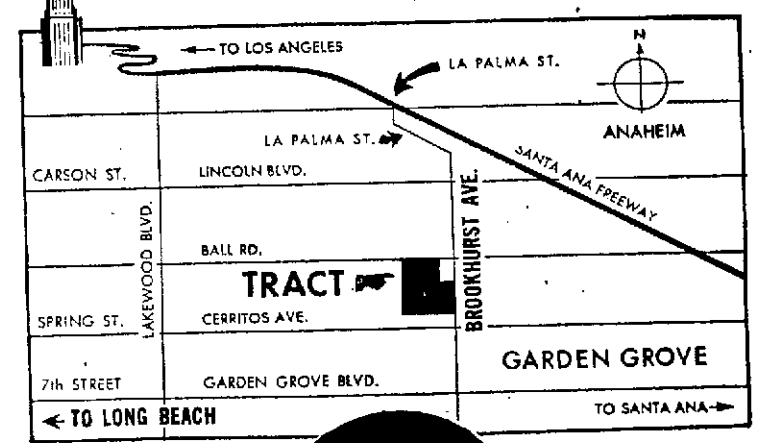 ← TO LOS ANGELES
N
LA PALMA ST.
ANAHEIM
LA PALMA ST.
SANTA ANA FREEWAY
CARSON ST.
LINCOLN BLVD.
LAKEWOOD BLVD.
BROOKHURST AVE.
BALL RD.
TRACT
SPRING ST.
CERRITOS AVE.
GARDEN GROVE
7th STREET
GARDEN GROVE BLVD.
← TO LONG BEACH
TO SANTA ANA →